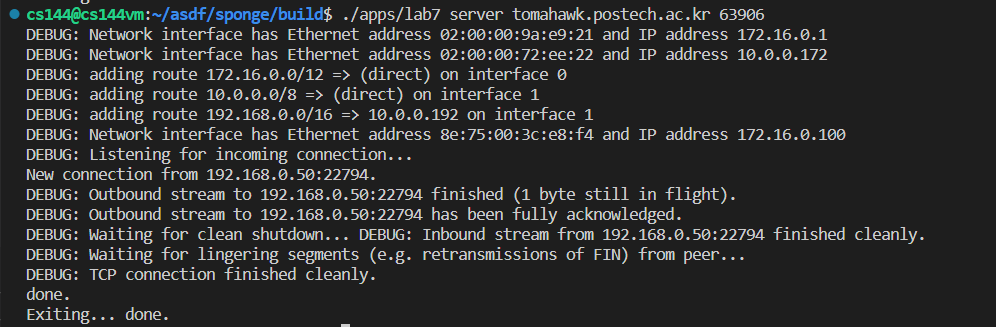 cs144@cs144vm:~/asdf/sponge/build$ ./apps/lab7 server tomahawk.postech.ac.kr 63906
DEBUG: Network interface has Ethernet address 02:00:00:9a:e9:21 and IP address 172.16.0.1
DEBUG: Network interface has Ethernet address 02:00:00:72:ee:22 and IP address 10.0.0.172
DEBUG: adding route 172.16.0.0/12 => (direct) on interface 0
DEBUG: adding route 10.0.0.0/8 => (direct) on interface 1
DEBUG: adding route 192.168.0.0/16 => 10.0.0.192 on interface 1
DEBUG: Network interface has Ethernet address 8e:75:00:3c:e8:f4 and IP address 172.16.0.100
DEBUG: Listening for incoming connection...
New connection from 192.168.0.50:22794.
DEBUG: Outbound stream to 192.168.0.50:22794 finished (1 byte still in flight).
DEBUG: Outbound stream to 192.168.0.50:22794 has been fully acknowledged.
DEBUG: Waiting for clean shutdown... DEBUG: Inbound stream from 192.168.0.50:22794 finished cleanly.
DEBUG: Waiting for lingering segments (e.g. retransmissions of FIN) from peer...
DEBUG: TCP connection finished cleanly.
done.
Exiting... done.